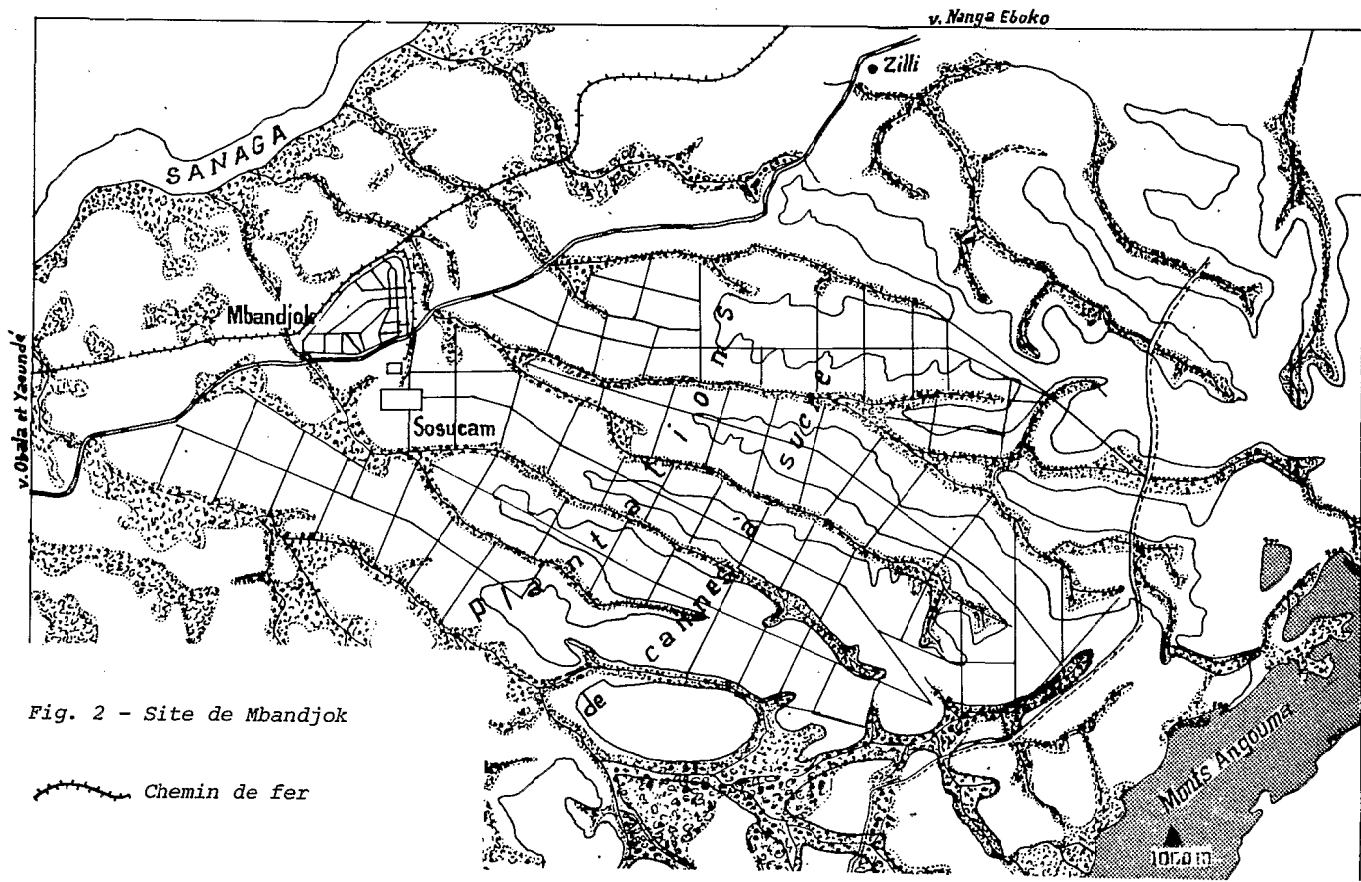 v. Nanga Eboko
Zilli
SANAGA
Mbandjok
v. Obala et Yaoundé
Sosucam
Plantations
de cannes à sucre
Monts Angouma
1000 m
Fig. 2 - Site de Mbandjok
Chemin de fer